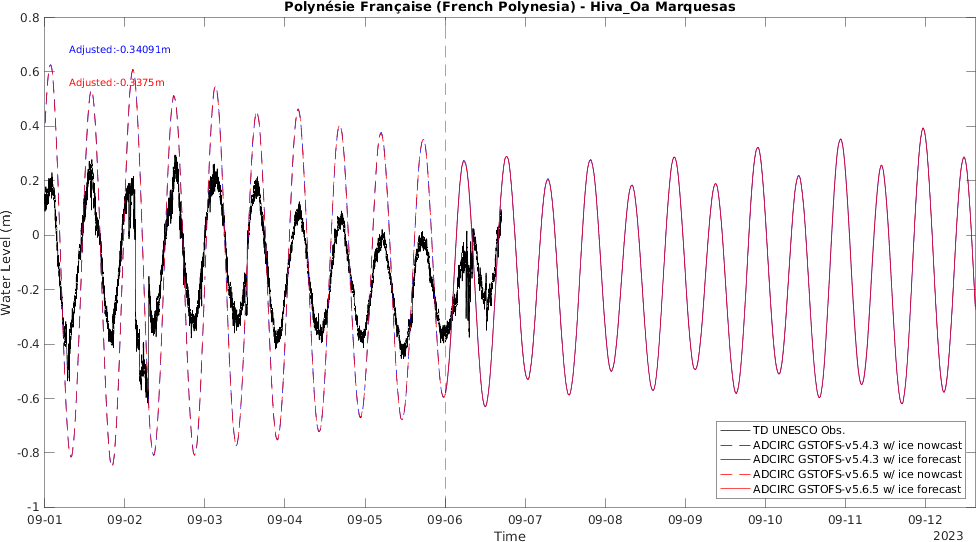 Polynésie Française (French Polynesia) - Hiva_Oa Marquesas
Adjusted:-0.34091m
Adjusted:-0.3375m
Water Level (m)
0.8
0.6
0.4
0.2
0
-0.2
-0.4
-0.6
-0.8
-1
09-01 09-02 09-03 09-04 09-05 09-06 09-07 09-08 09-09 09-10 09-11 09-12
Time
2023
TD UNESCO Obs.
ADCIRC GSTOFS-v5.4.3 w/ ice nowcast
ADCIRC GSTOFS-v5.4.3 w/ ice forecast
ADCIRC GSTOFS-v5.6.5 w/ ice nowcast
ADCIRC GSTOFS-v5.6.5 w/ ice forecast